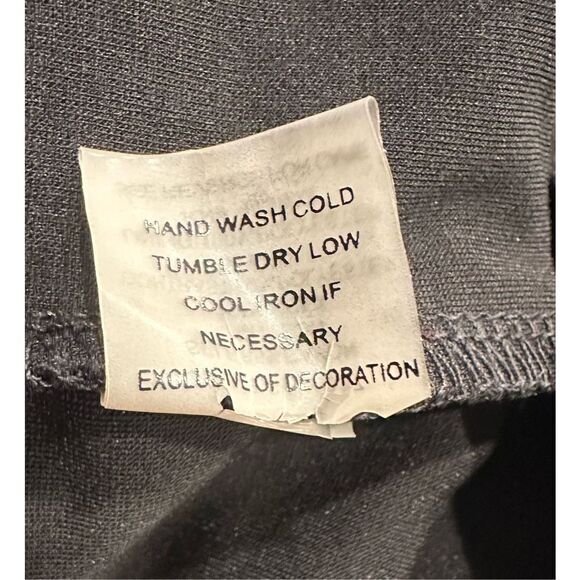 HAND WASH COLD
TUMBLE DRY LOW
COOL IRON IF
NECESSARY
EXCLUSIVE OF DECORATION